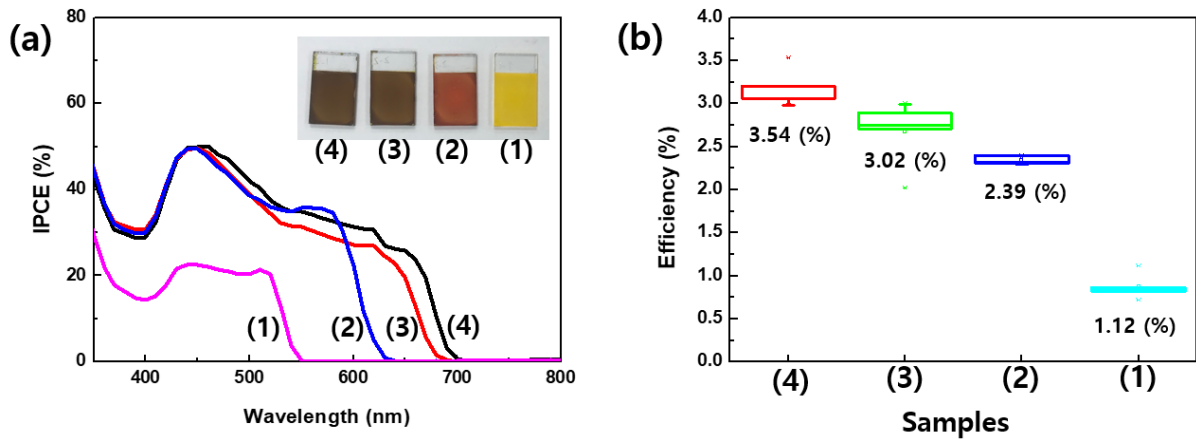 (a)
80
60
40
20
0
IPCE (%)
400 500 600 700 800
Wavelength (nm)
(4) (3) (2) (1)
(1) (2) (3) (4)
(b)
4.0
3.5
3.0
2.5
2.0
1.5
1.0
0.5
0.0
Efficiency (%)
3.54 (%)
3.02 (%)
2.39 (%)
1.12 (%)
(4) (3) (2) (1)
Samples